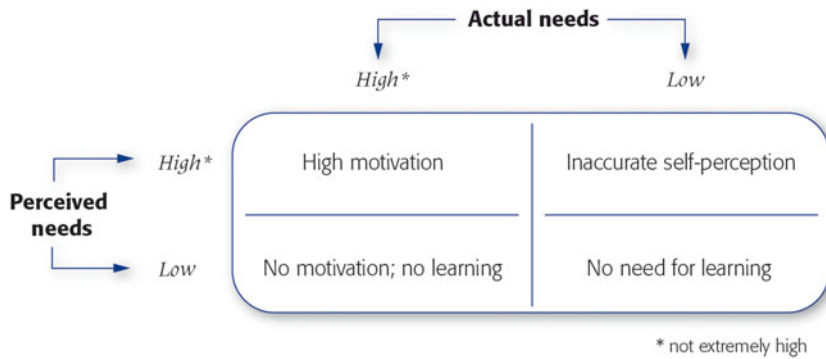 Actual needs
High* Low
High* High motivation Inaccurate self-perception
Perceived
needs
Low No motivation; no learning No need for learning
* not extremely high